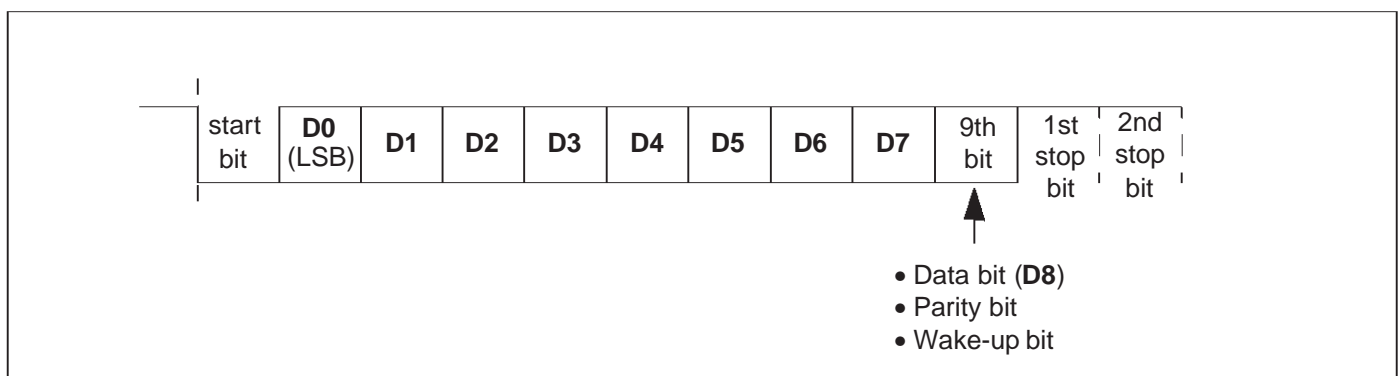 start bit
D0 (LSB)
D1
D2
D3
D4
D5
D6
D7
9th bit
1st stop bit
2nd stop bit
• Data bit (D8)
• Parity bit
• Wake-up bit